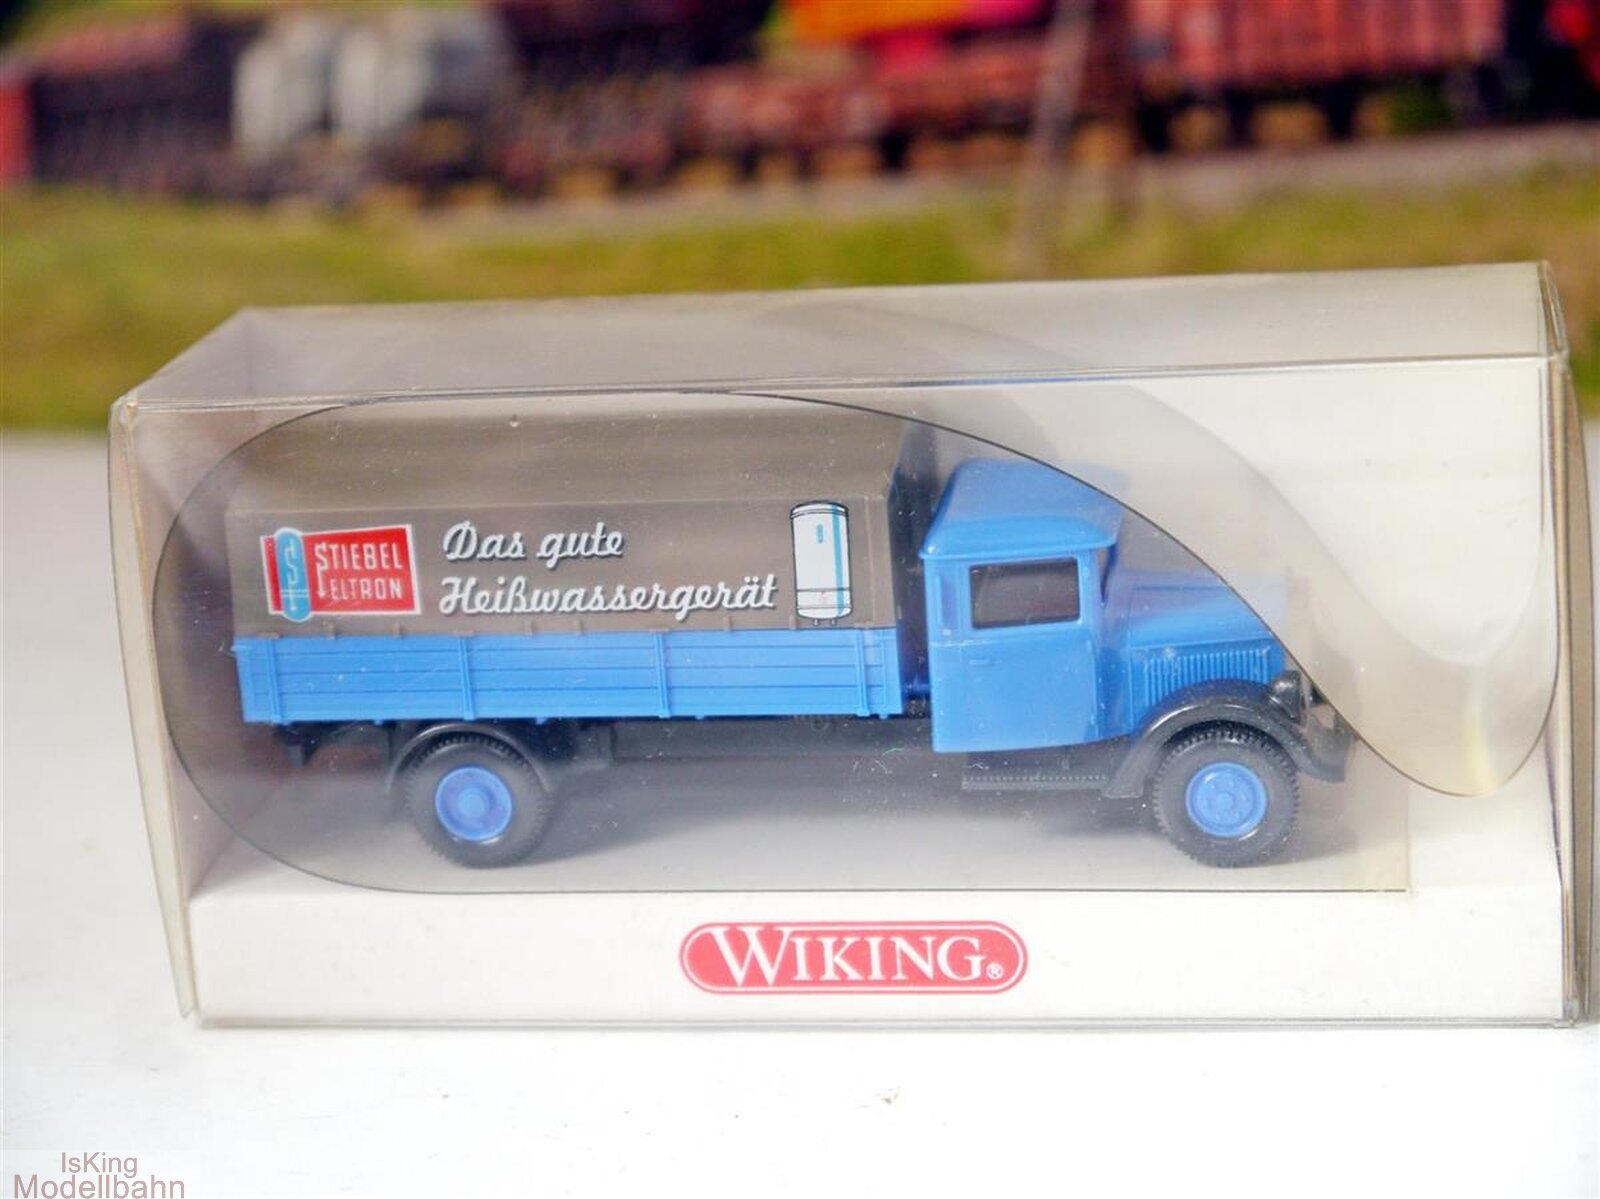 STIEBEL
ELTRON
Das gute
Heißwassergerät
WIKING®
IsKing
Modellbahn